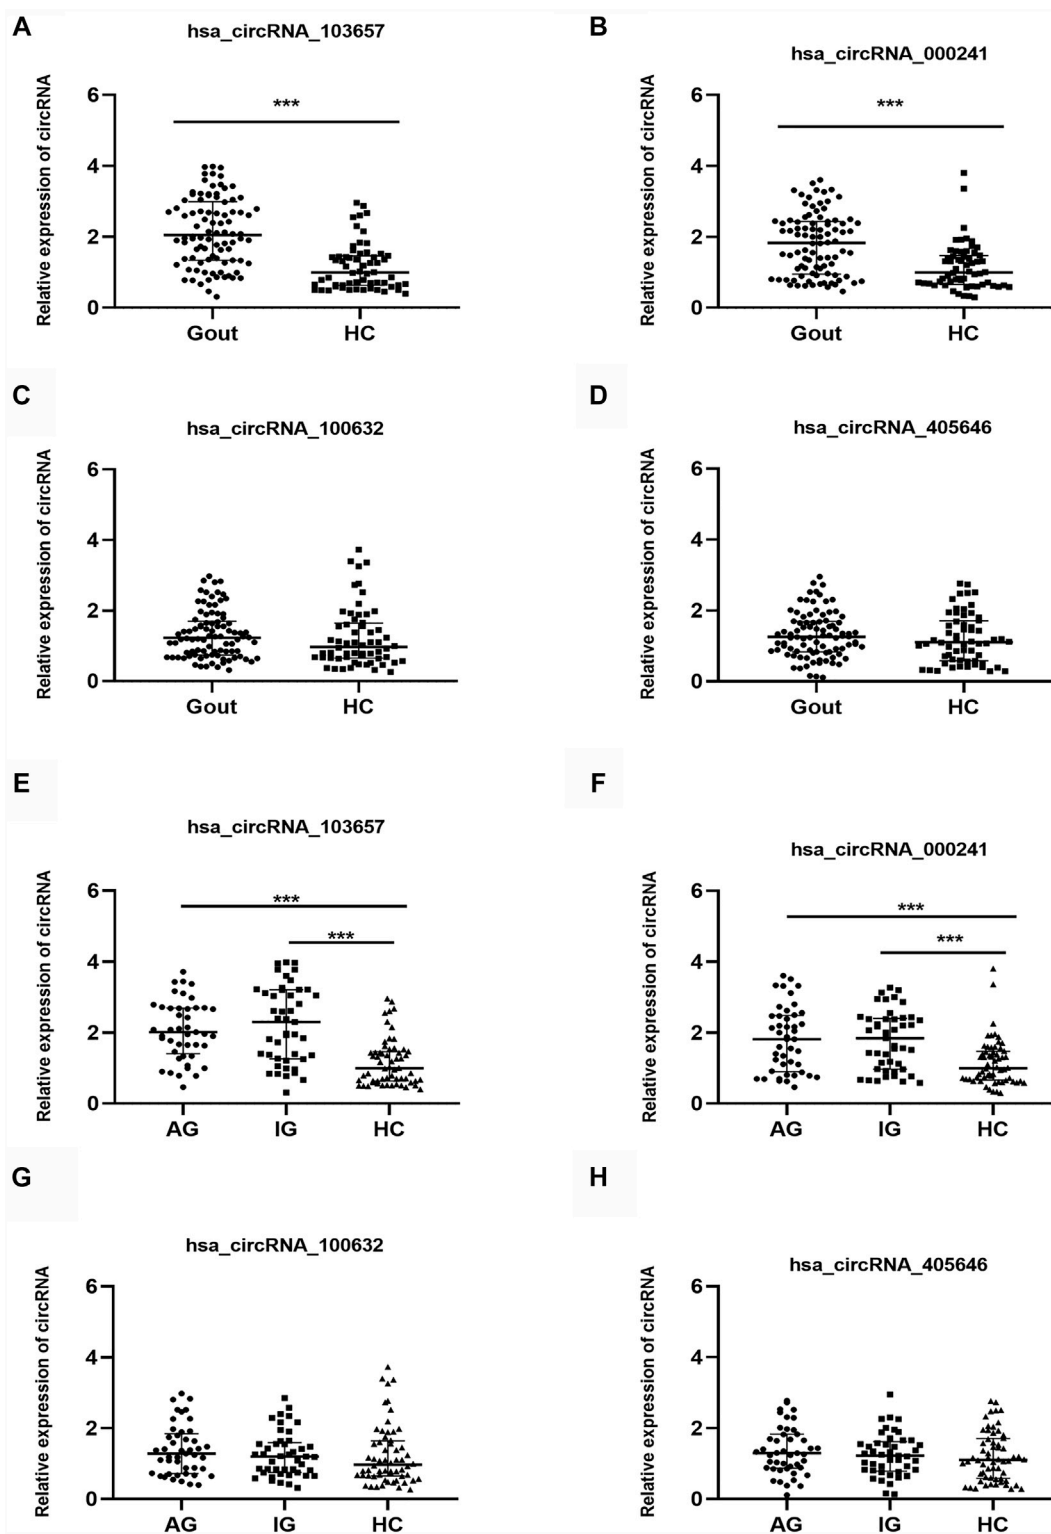 A
hsa_circRNA_103657
Relative expression of circRNA
6
4
2
0
***
Gout
HC
B
hsa_circRNA_000241
Relative expression of circRNA
6
4
2
0
***
Gout
HC
C
hsa_circRNA_100632
Relative expression of circRNA
6
4
2
0
Gout
HC
D
hsa_circRNA_405646
Relative expression of circRNA
6
4
2
0
Gout
HC
E
hsa_circRNA_103657
Relative expression of circRNA
6
4
2
0
***
***
AG
IG
HC
F
hsa_circRNA_000241
Relative expression of circRNA
6
4
2
0
***
***
AG
IG
HC
G
hsa_circRNA_100632
Relative expression of circRNA
6
4
2
0
AG
IG
HC
H
hsa_circRNA_405646
Relative expression of circRNA
6
4
2
0
AG
IG
HC